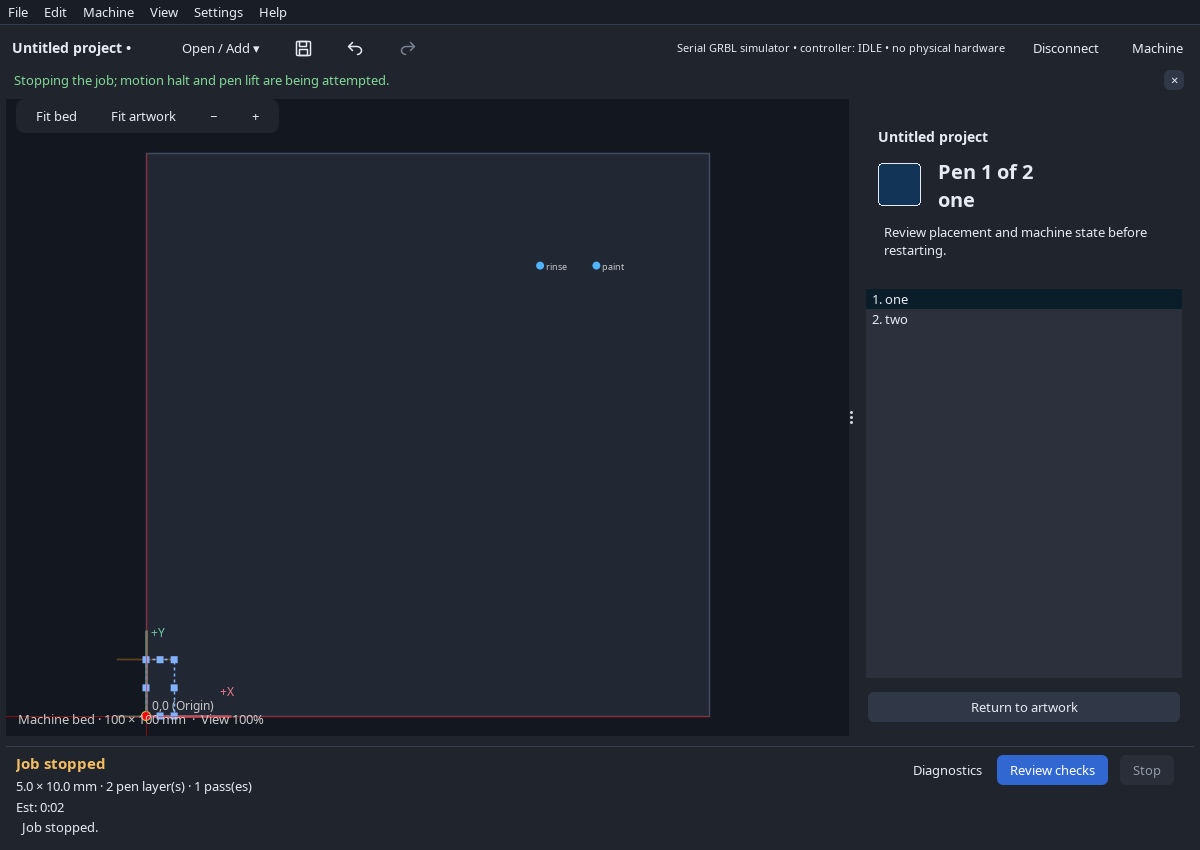 File Edit Machine View Settings Help
Untitled project •
Open / Add ▾
Serial GRBL simulator • controller: IDLE • no physical hardware
Disconnect
Machine
Stopping the job; motion halt and pen lift are being attempted.
×
Fit bed
Fit artwork
−
+
Untitled project
Pen 1 of 2
one
Review placement and machine state before
restarting.
rinse
paint
1. one
2. two
+Y
+X
0,0 (Origin)
Machine bed · 100 × 100 mm · View 100%
Return to artwork
Job stopped
5.0 × 10.0 mm · 2 pen layer(s) · 1 pass(es)
Est: 0:02
Job stopped.
Diagnostics
Review checks
Stop